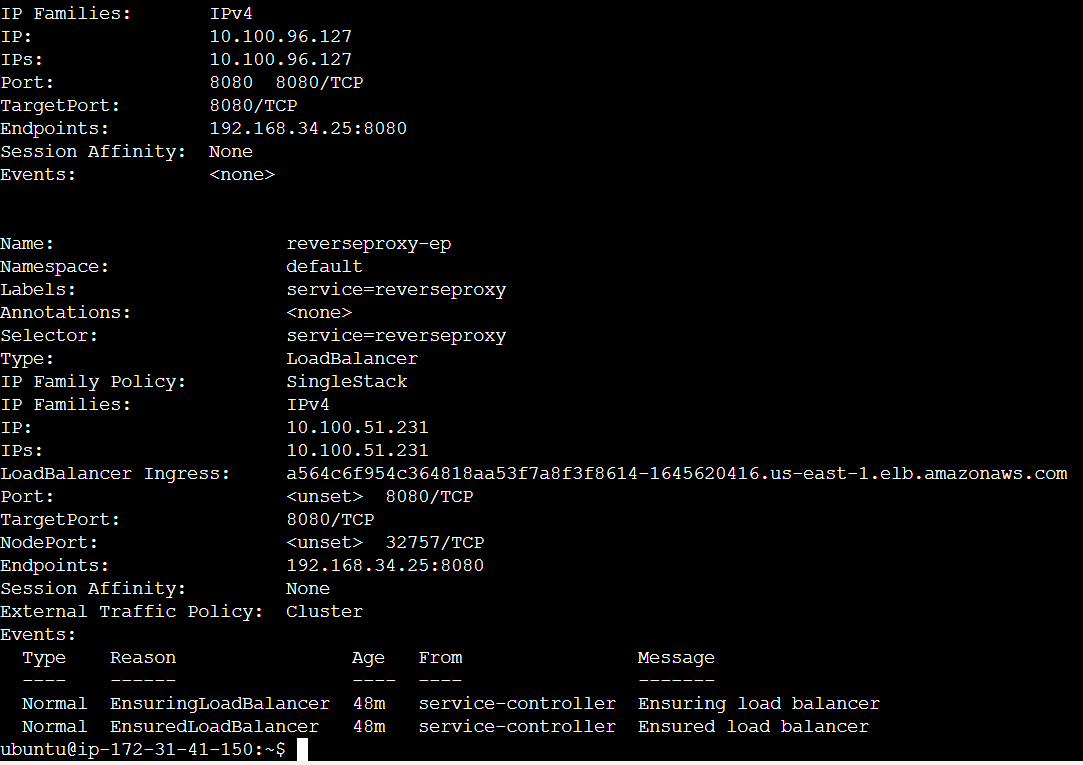 IP Families:       IPv4
IP:                10.100.96.127
IPs:               10.100.96.127
Port:              8080  8080/TCP
TargetPort:        8080/TCP
Endpoints:         192.168.34.25:8080
Session Affinity:  None
Events:            <none>
Name:                     reverseproxy-ep
Namespace:                default
Labels:                   service=reverseproxy
Annotations:              <none>
Selector:                 service=reverseproxy
Type:                     LoadBalancer
IP Family Policy:         SingleStack
IP Families:              IPv4
IP:                       10.100.51.231
IPs:                      10.100.51.231
LoadBalancer Ingress:     a564c6f954c364818aa53f7a8f3f8614-1645620416.us-east-1.elb.amazonaws.com
Port:                     <unset>  8080/TCP
TargetPort:               8080/TCP
NodePort:                 <unset>  32757/TCP
Endpoints:                192.168.34.25:8080
Session Affinity:         None
External Traffic Policy:  Cluster
Events:
  Type    Reason                Age   From                Message
  ----    ------                ----  ----                -------
  Normal  EnsuringLoadBalancer  48m   service-controller  Ensuring load balancer
  Normal  EnsuredLoadBalancer   48m   service-controller  Ensured load balancer
ubuntu@ip-172-31-41-150:~$